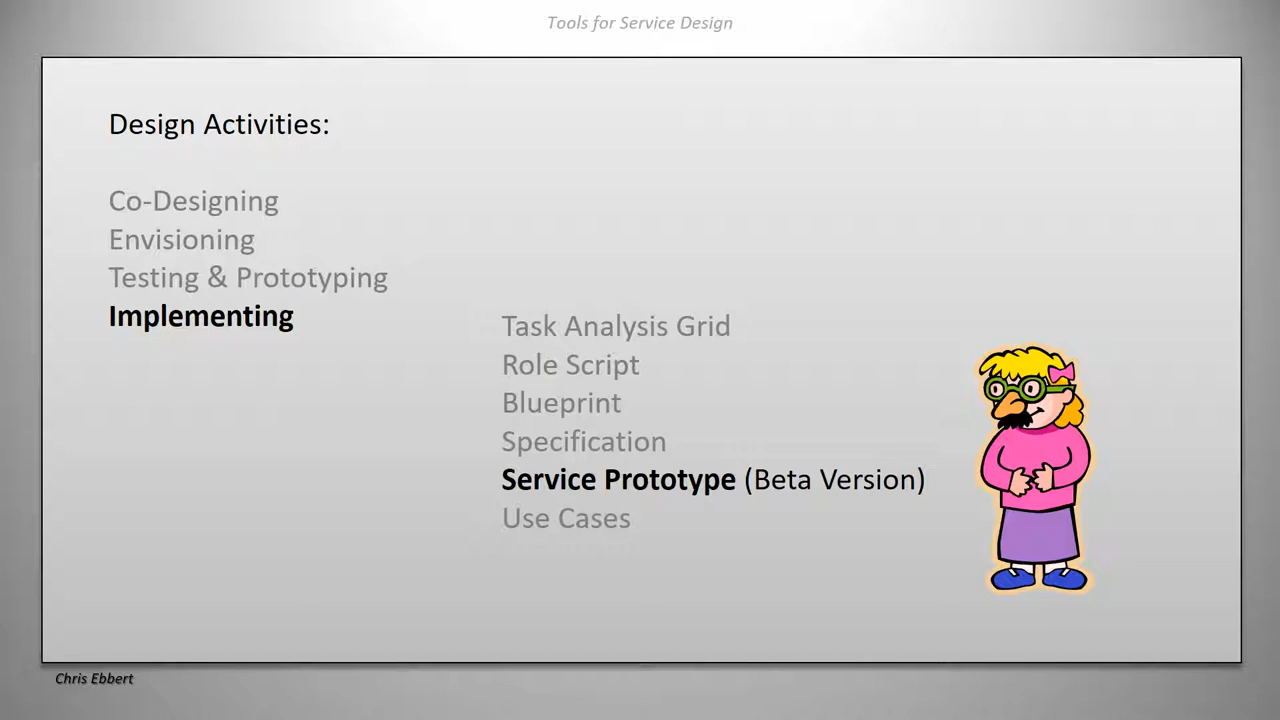 Tools for Service Design
Design Activities:
Co-Designing
Envisioning
Testing & Prototyping
Implementing
Task Analysis Grid
Role Script
Blueprint
Specification
Service Prototype (Beta Version)
Use Cases
Chris Ebbert